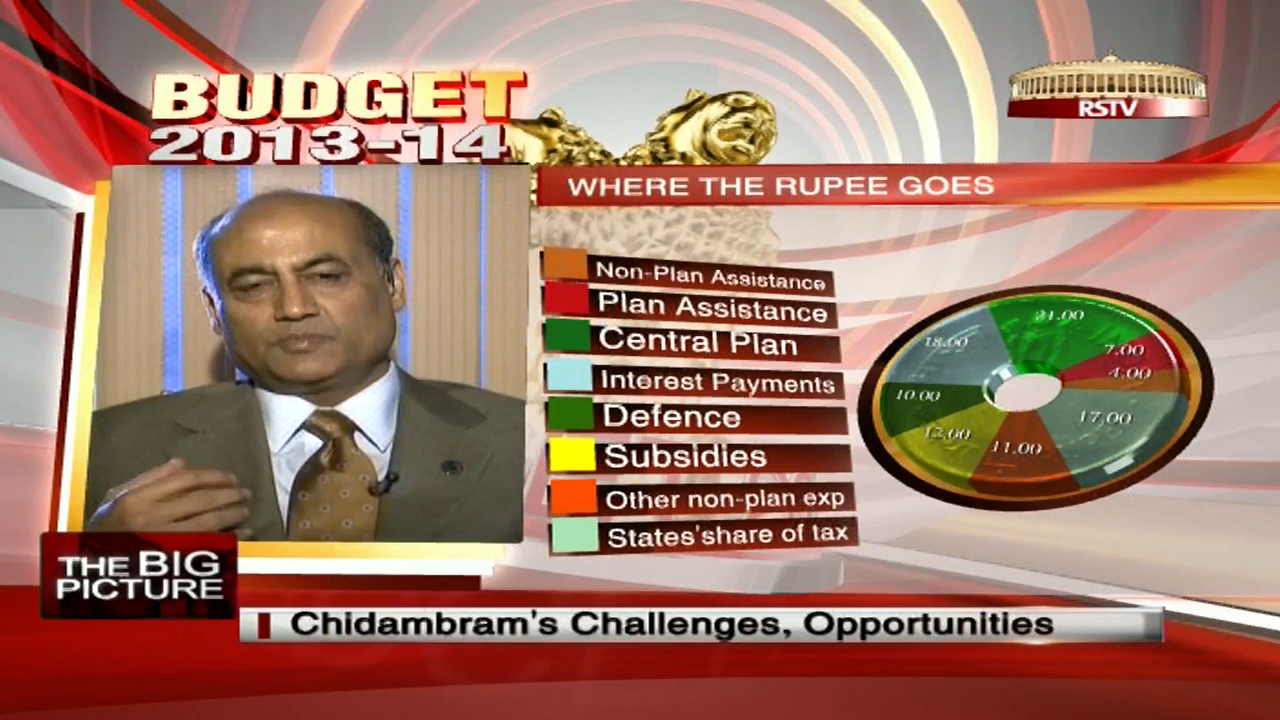 BUDGET
2013-14
RSTV
WHERE THE RUPEE GOES
Non-Plan Assistance
Plan Assistance
Central Plan
Interest Payments
Defence
Subsidies
Other non-plan exp
States'share of tax
21.00
7.00
4.00
17.00
11.00
12.00
10.00
18.00
THE BIG
PICTURE
Chidambram's Challenges, Opportunities